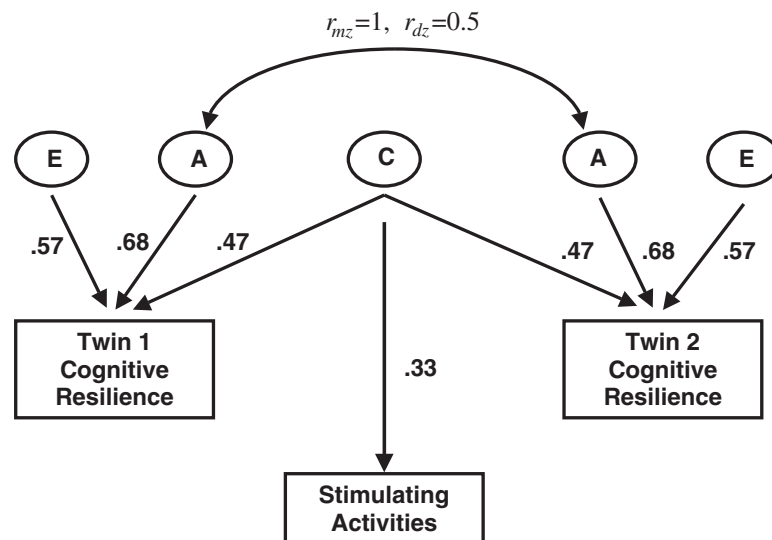 r_mz=1, r_dz=0.5
E A C A E
.57 .68 .47 .47 .68 .57
Twin 1
Cognitive
Resilience
Twin 2
Cognitive
Resilience
.33
Stimulating
Activities